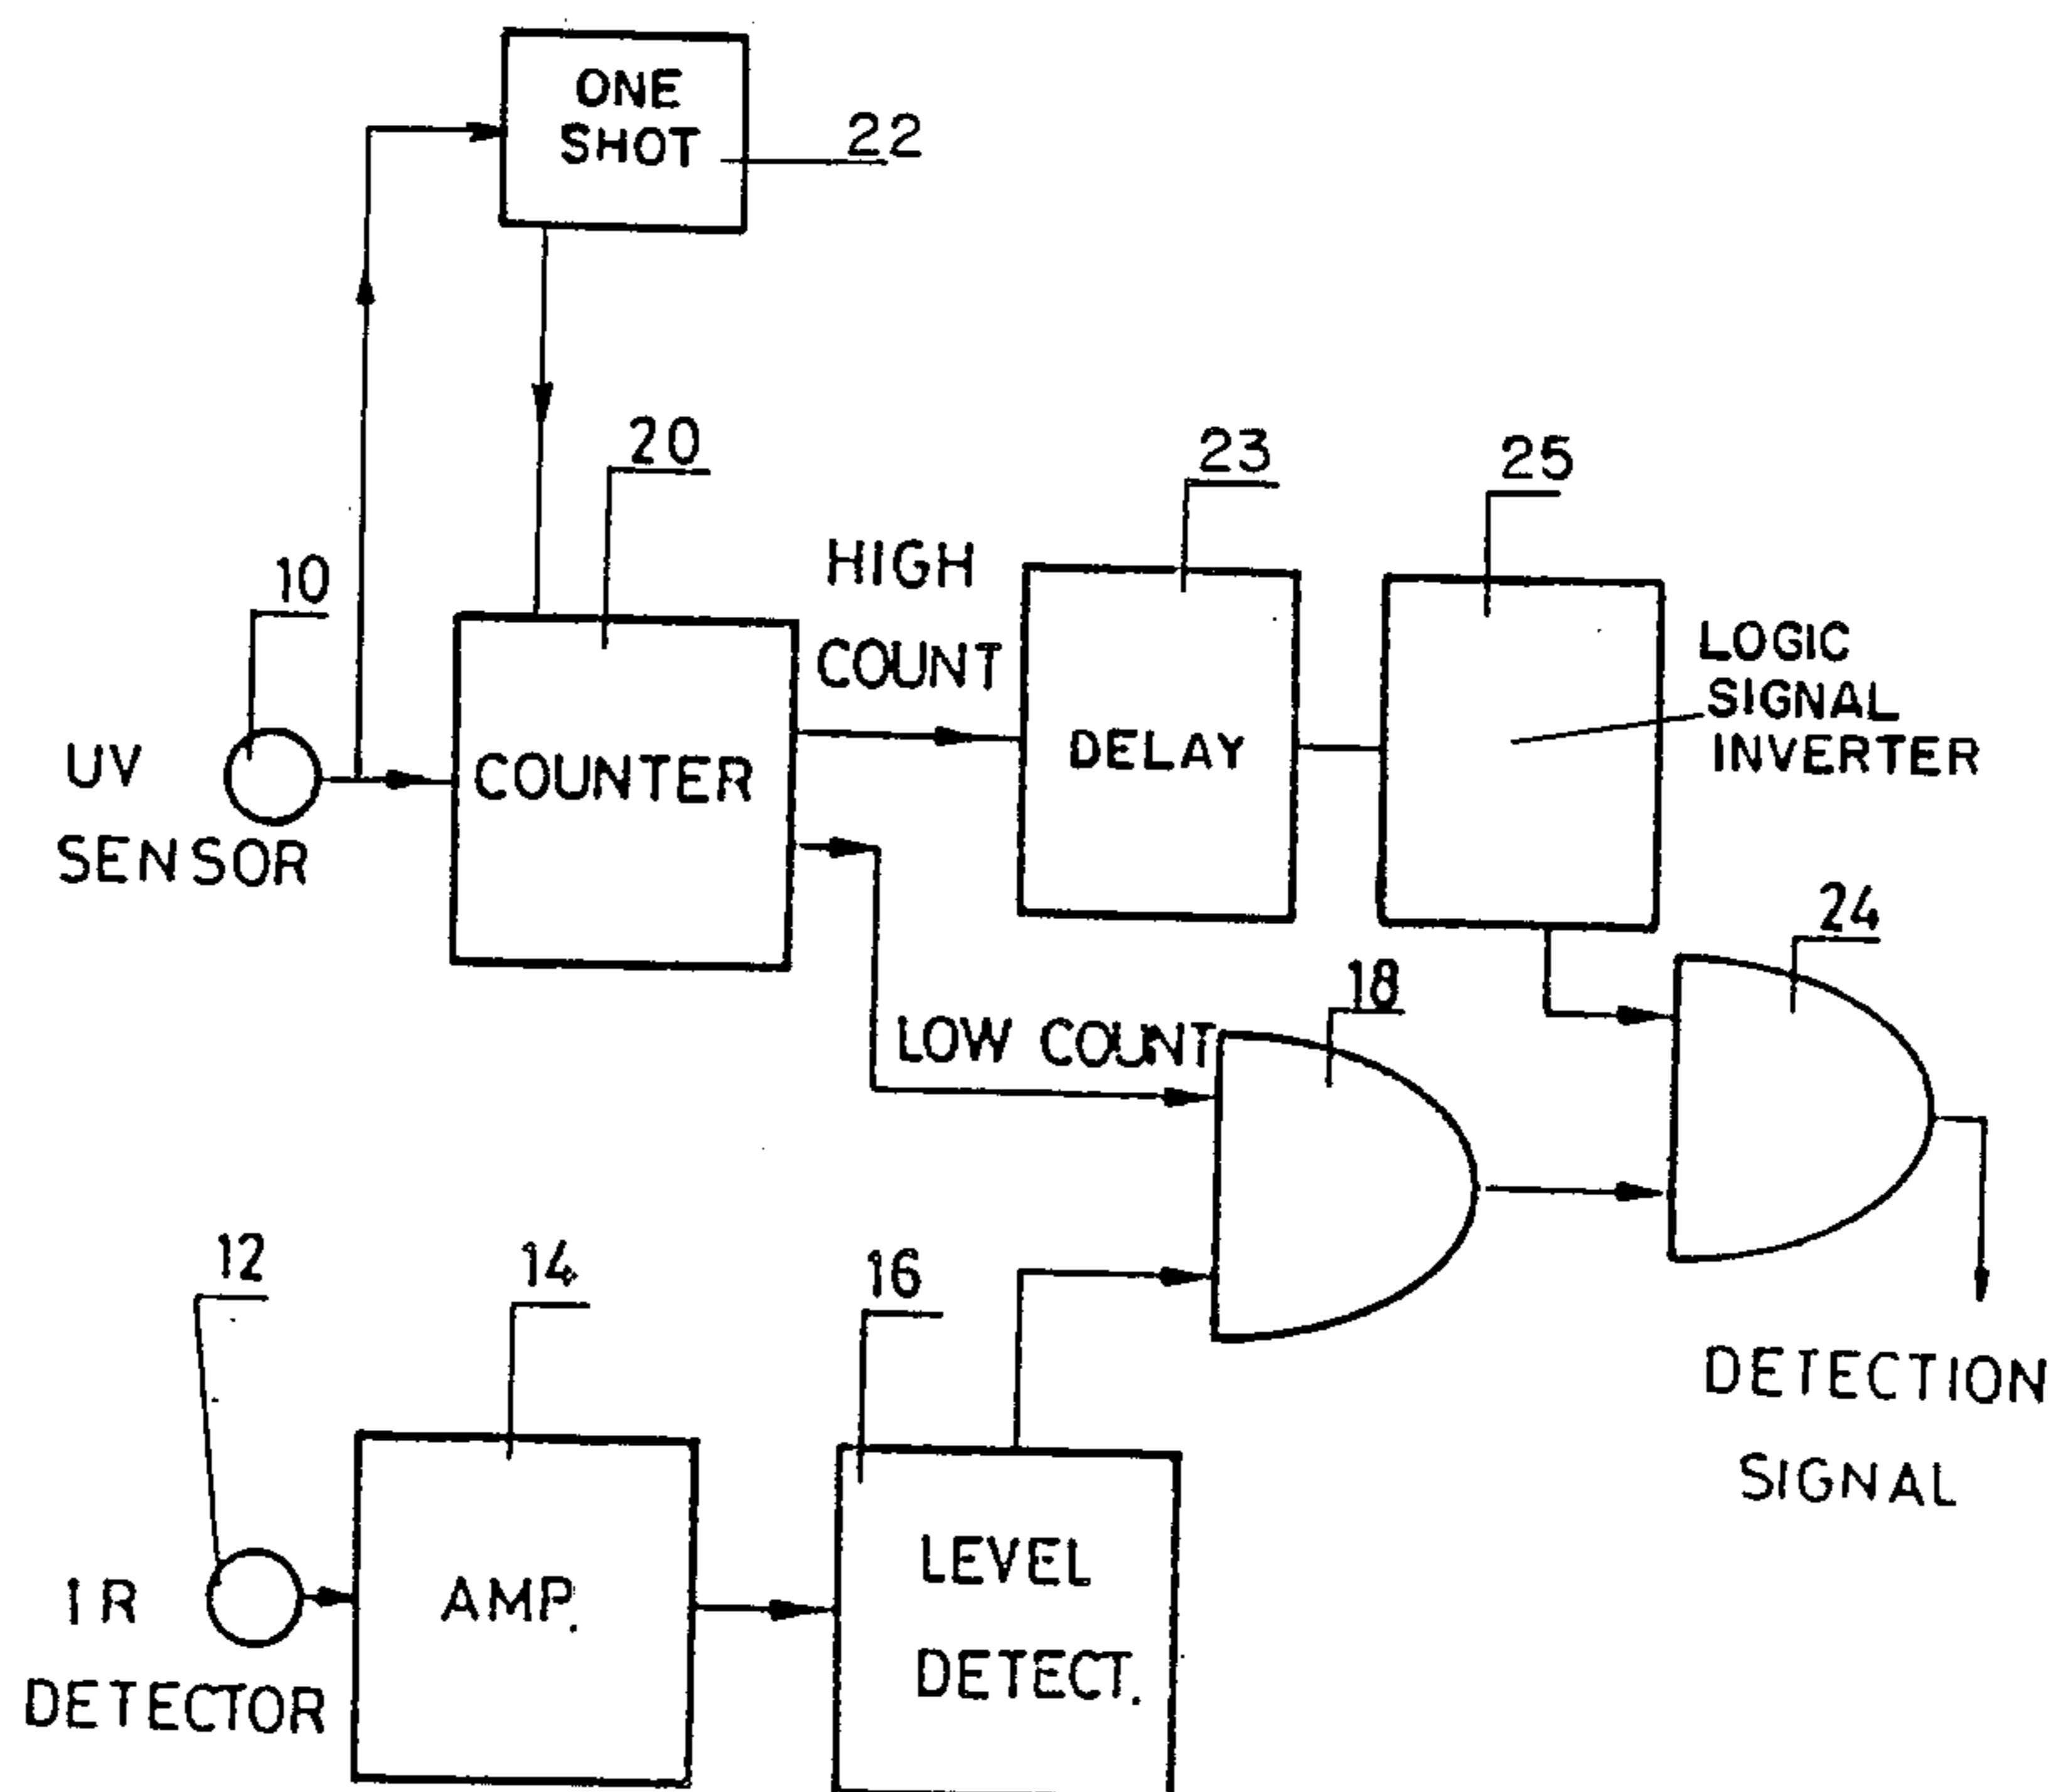 ONE
SHOT
22
20
23
25
10
HIGH
COUNT
LOGIC
SIGNAL
INVERTER
UV
SENSOR
COUNTER
DELAY
24
18
LOW COUNT
12
14
16
DETECTION
SIGNAL
IR
DETECTOR
AMP.
LEVEL
DETECT.